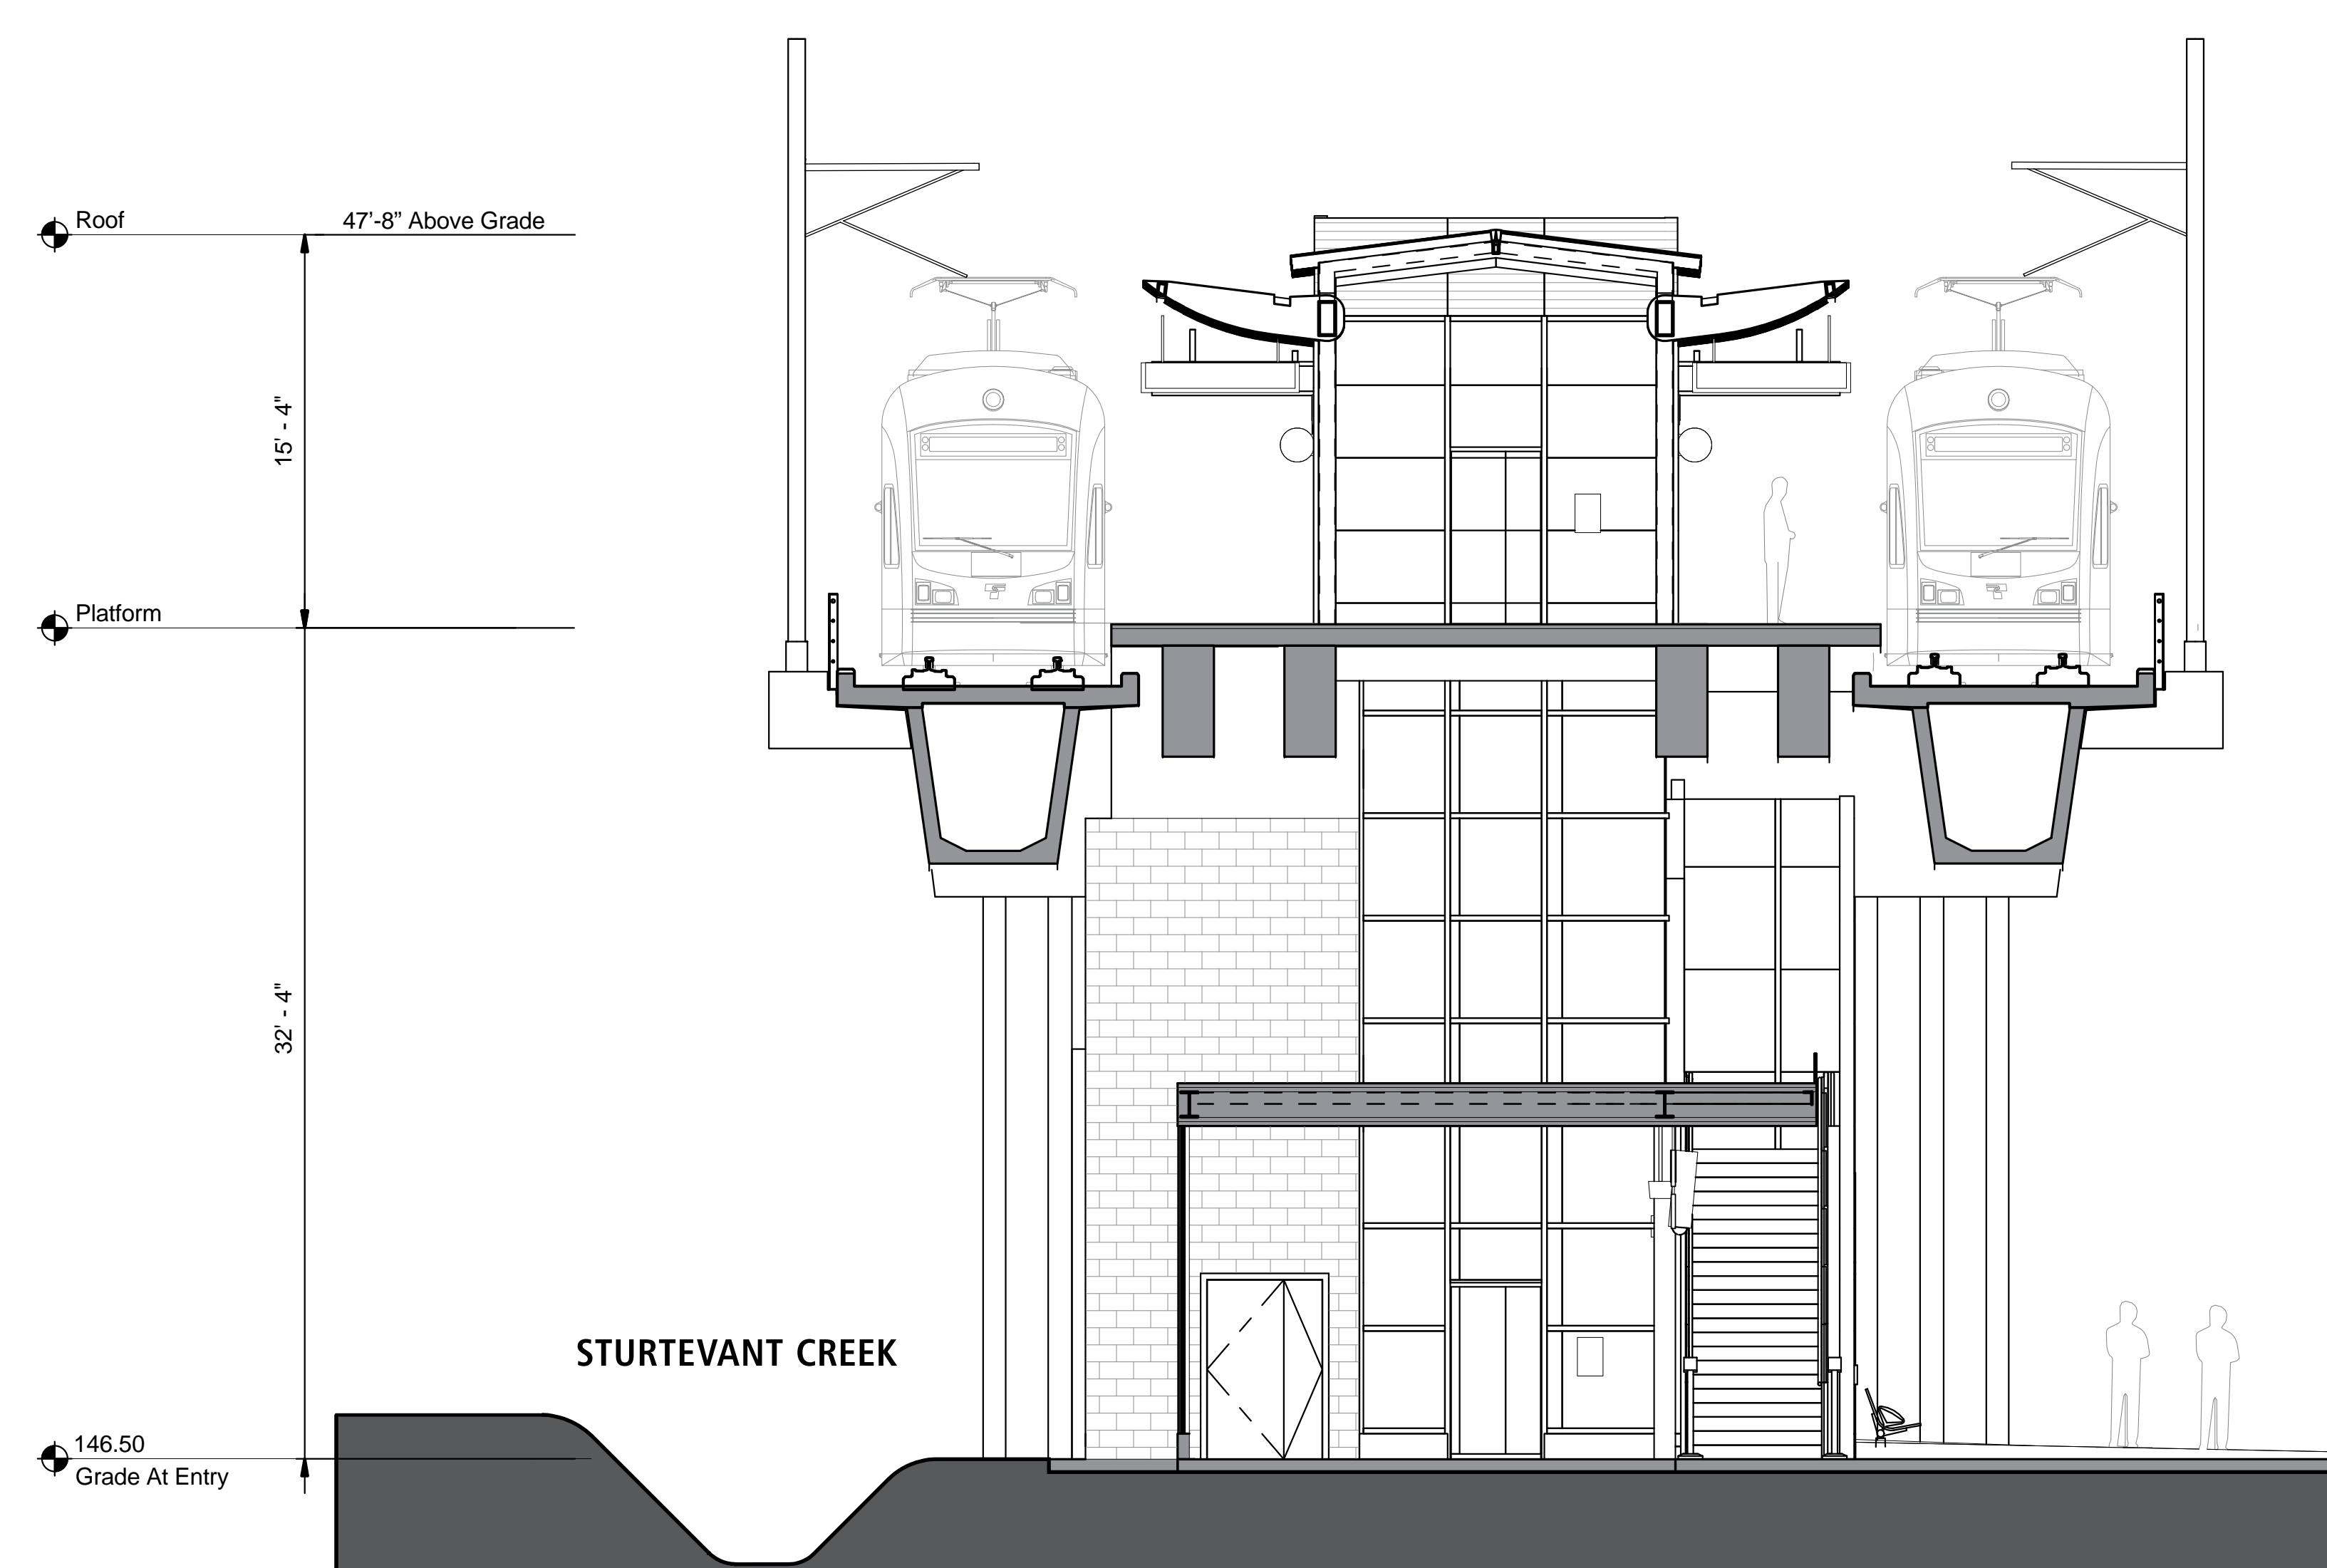 Roof
47’-8” Above Grade
15' - 4"
Platform
32' - 4"
STURTEVANT CREEK
146.50
Grade At Entry